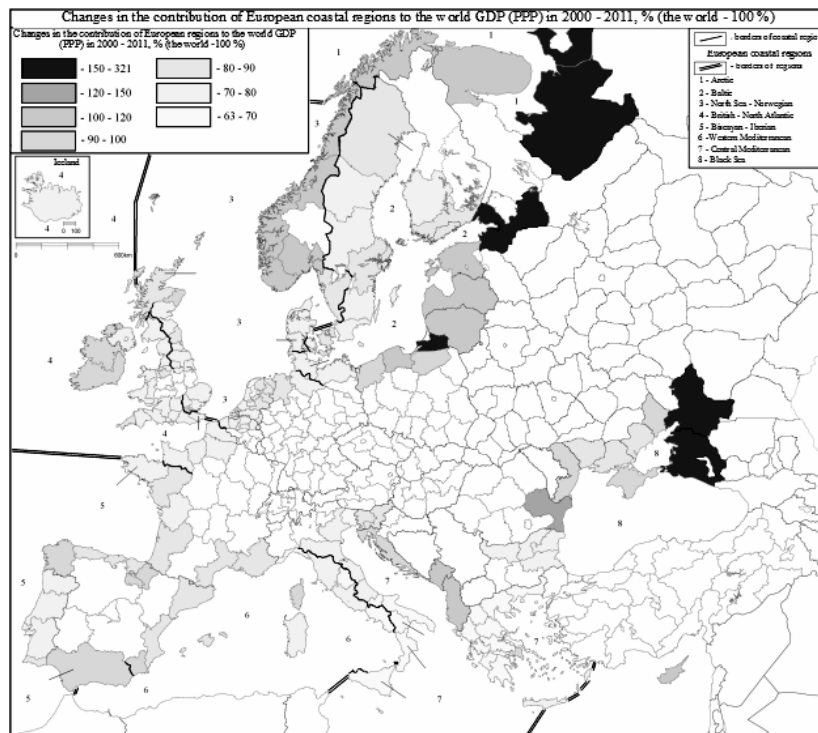 Changes in the contribution of European coastal regions to the world GDP (PPP) in 2000 - 2011, % (the world - 100 %)
Changes in the contribution of European regions to the world GDP
(PPP) in 2000 - 2011, % (the world -100 %)
- 150 - 321
- 80 - 90
- 120 - 150
- 70 - 80
- 100 - 120
- 63 - 70
- 90 - 100
- borders of coastal regio
European coastal regions
- borders of regions
1 - Arctic
2 - Baltic
3 - North Sea - Norwegian
4 - British - North Atlantic
5 - Biscayan - Iberian
6 - Western Mediterranean
7 - Central Mediterranean
8 - Black Sea
Iceland
4
4
0 100
0 600km
1
1
1
3
3
4
2
2
3
2
4
3
4
8
5
8
7
5
6
6
7
5
6
7